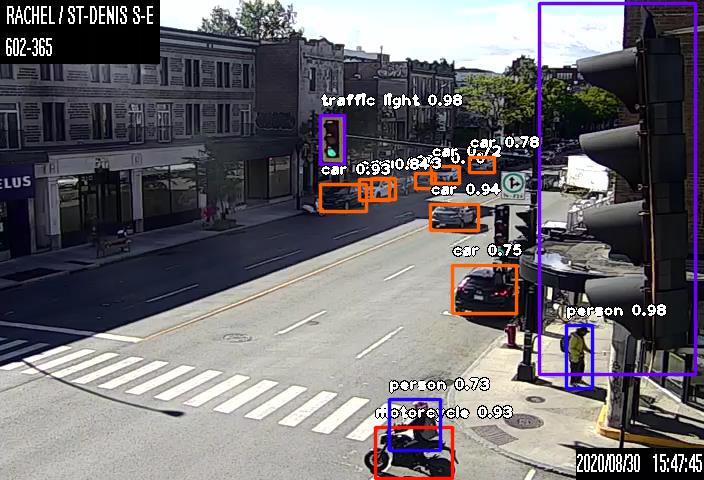 RACHEL / ST-DENIS S-E
602-365
traffic light 0.98
car 0.78
car 0.93
car 0.94
ELUS
car 0.75
person 0.98
person 0.73
motorcycle 0.93
2020/08/30 15:47:45